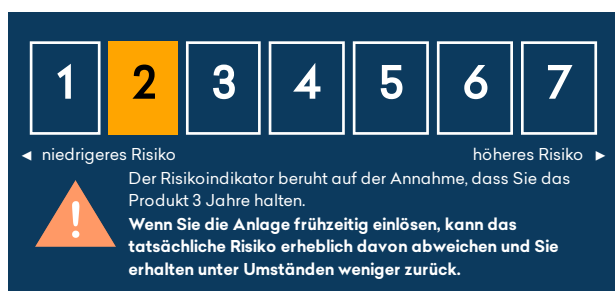 1 2 3 4 5 6 7
◄ niedrigeres Risiko höheres Risiko ►
Der Risikoindikator beruht auf der Annahme, dass Sie das
Produkt 3 Jahre halten.
Wenn Sie die Anlage frühzeitig einlösen, kann das
tatsächliche Risiko erheblich davon abweichen und Sie
erhalten unter Umständen weniger zurück.
!